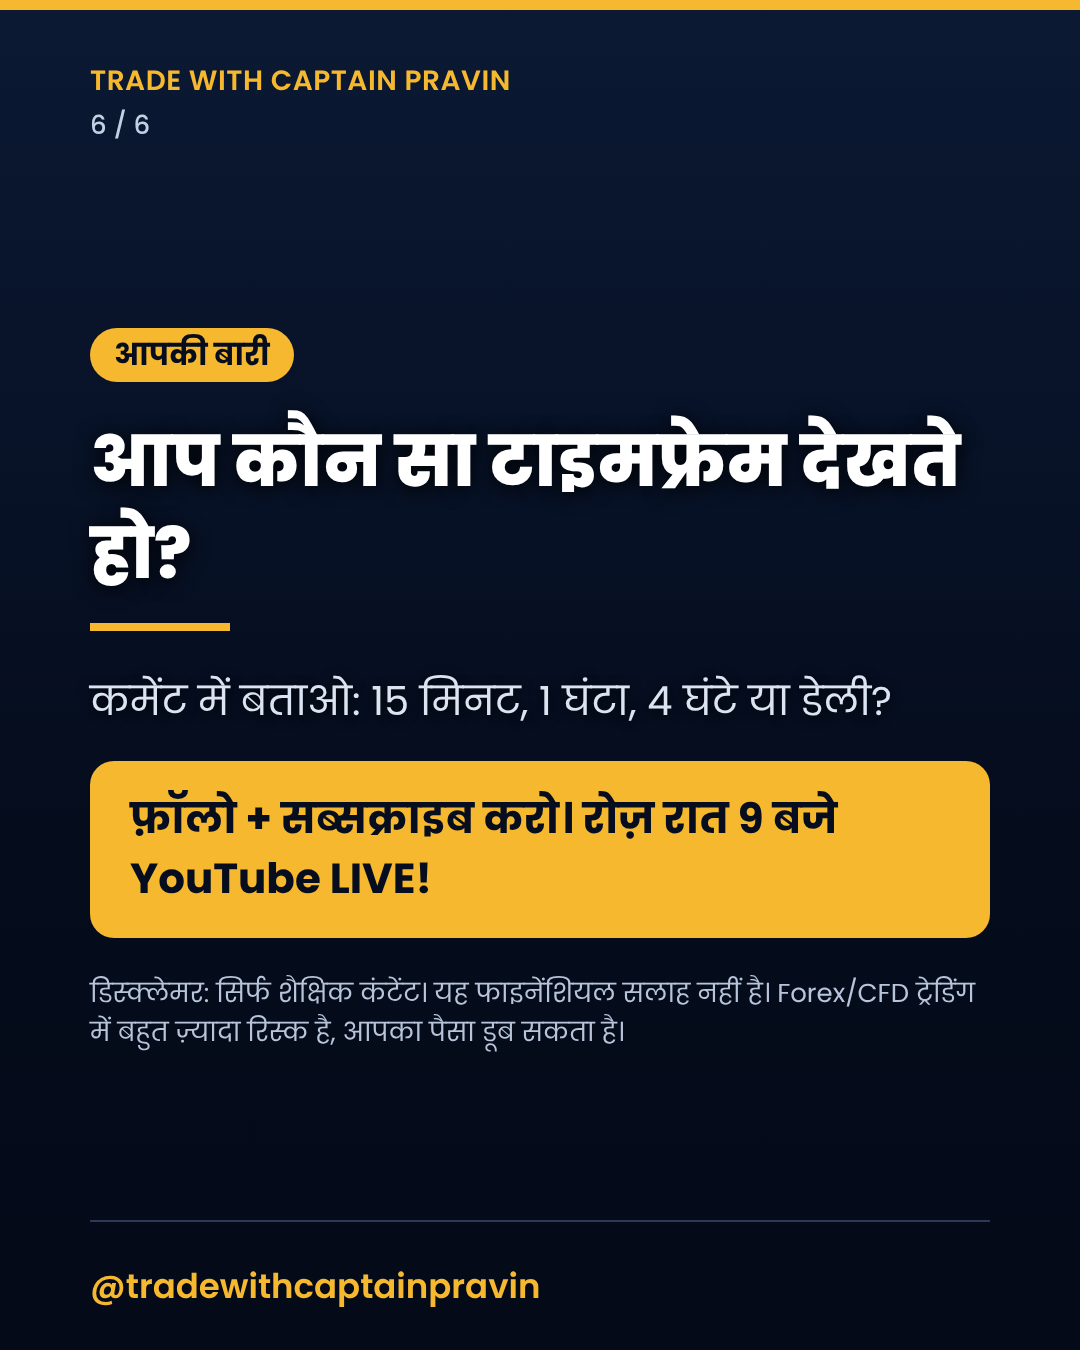 TRADE WITH CAPTAIN PRAVIN
6 / 6
आपकी बारी
आप कौन सा टाइमफ्रेम देखते
हो?
कमेंट में बताओ: 15 मिनट, 1 घंटा, 4 घंटे या डेली?
फ़ॉलो + सब्सक्राइब करो। रोज़ रात 9 बजे
YouTube LIVE!
डिस्क्लेमर: सिर्फ शैक्षिक कंटेंट। यह फाइनेंशियल सलाह नहीं है। Forex/CFD ट्रेडिंग
में बहुत ज़्यादा रिस्क है, आपका पैसा डूब सकता है।
@tradewithcaptainpravin